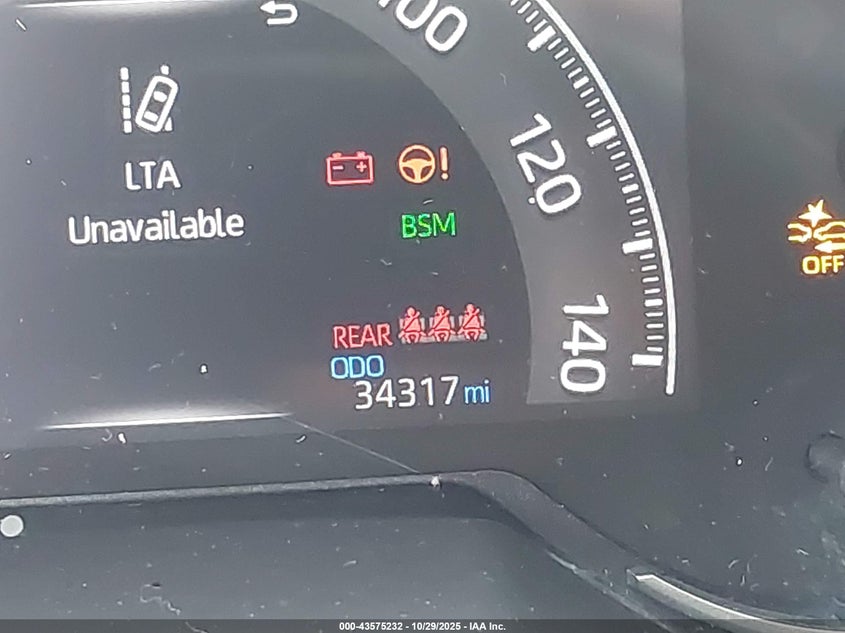 100
120
140
LTA
Unavailable
BSM
OFF
REAR
ODO
34317 mi
000-43575232 - 10/29/2025 - IAA Inc.